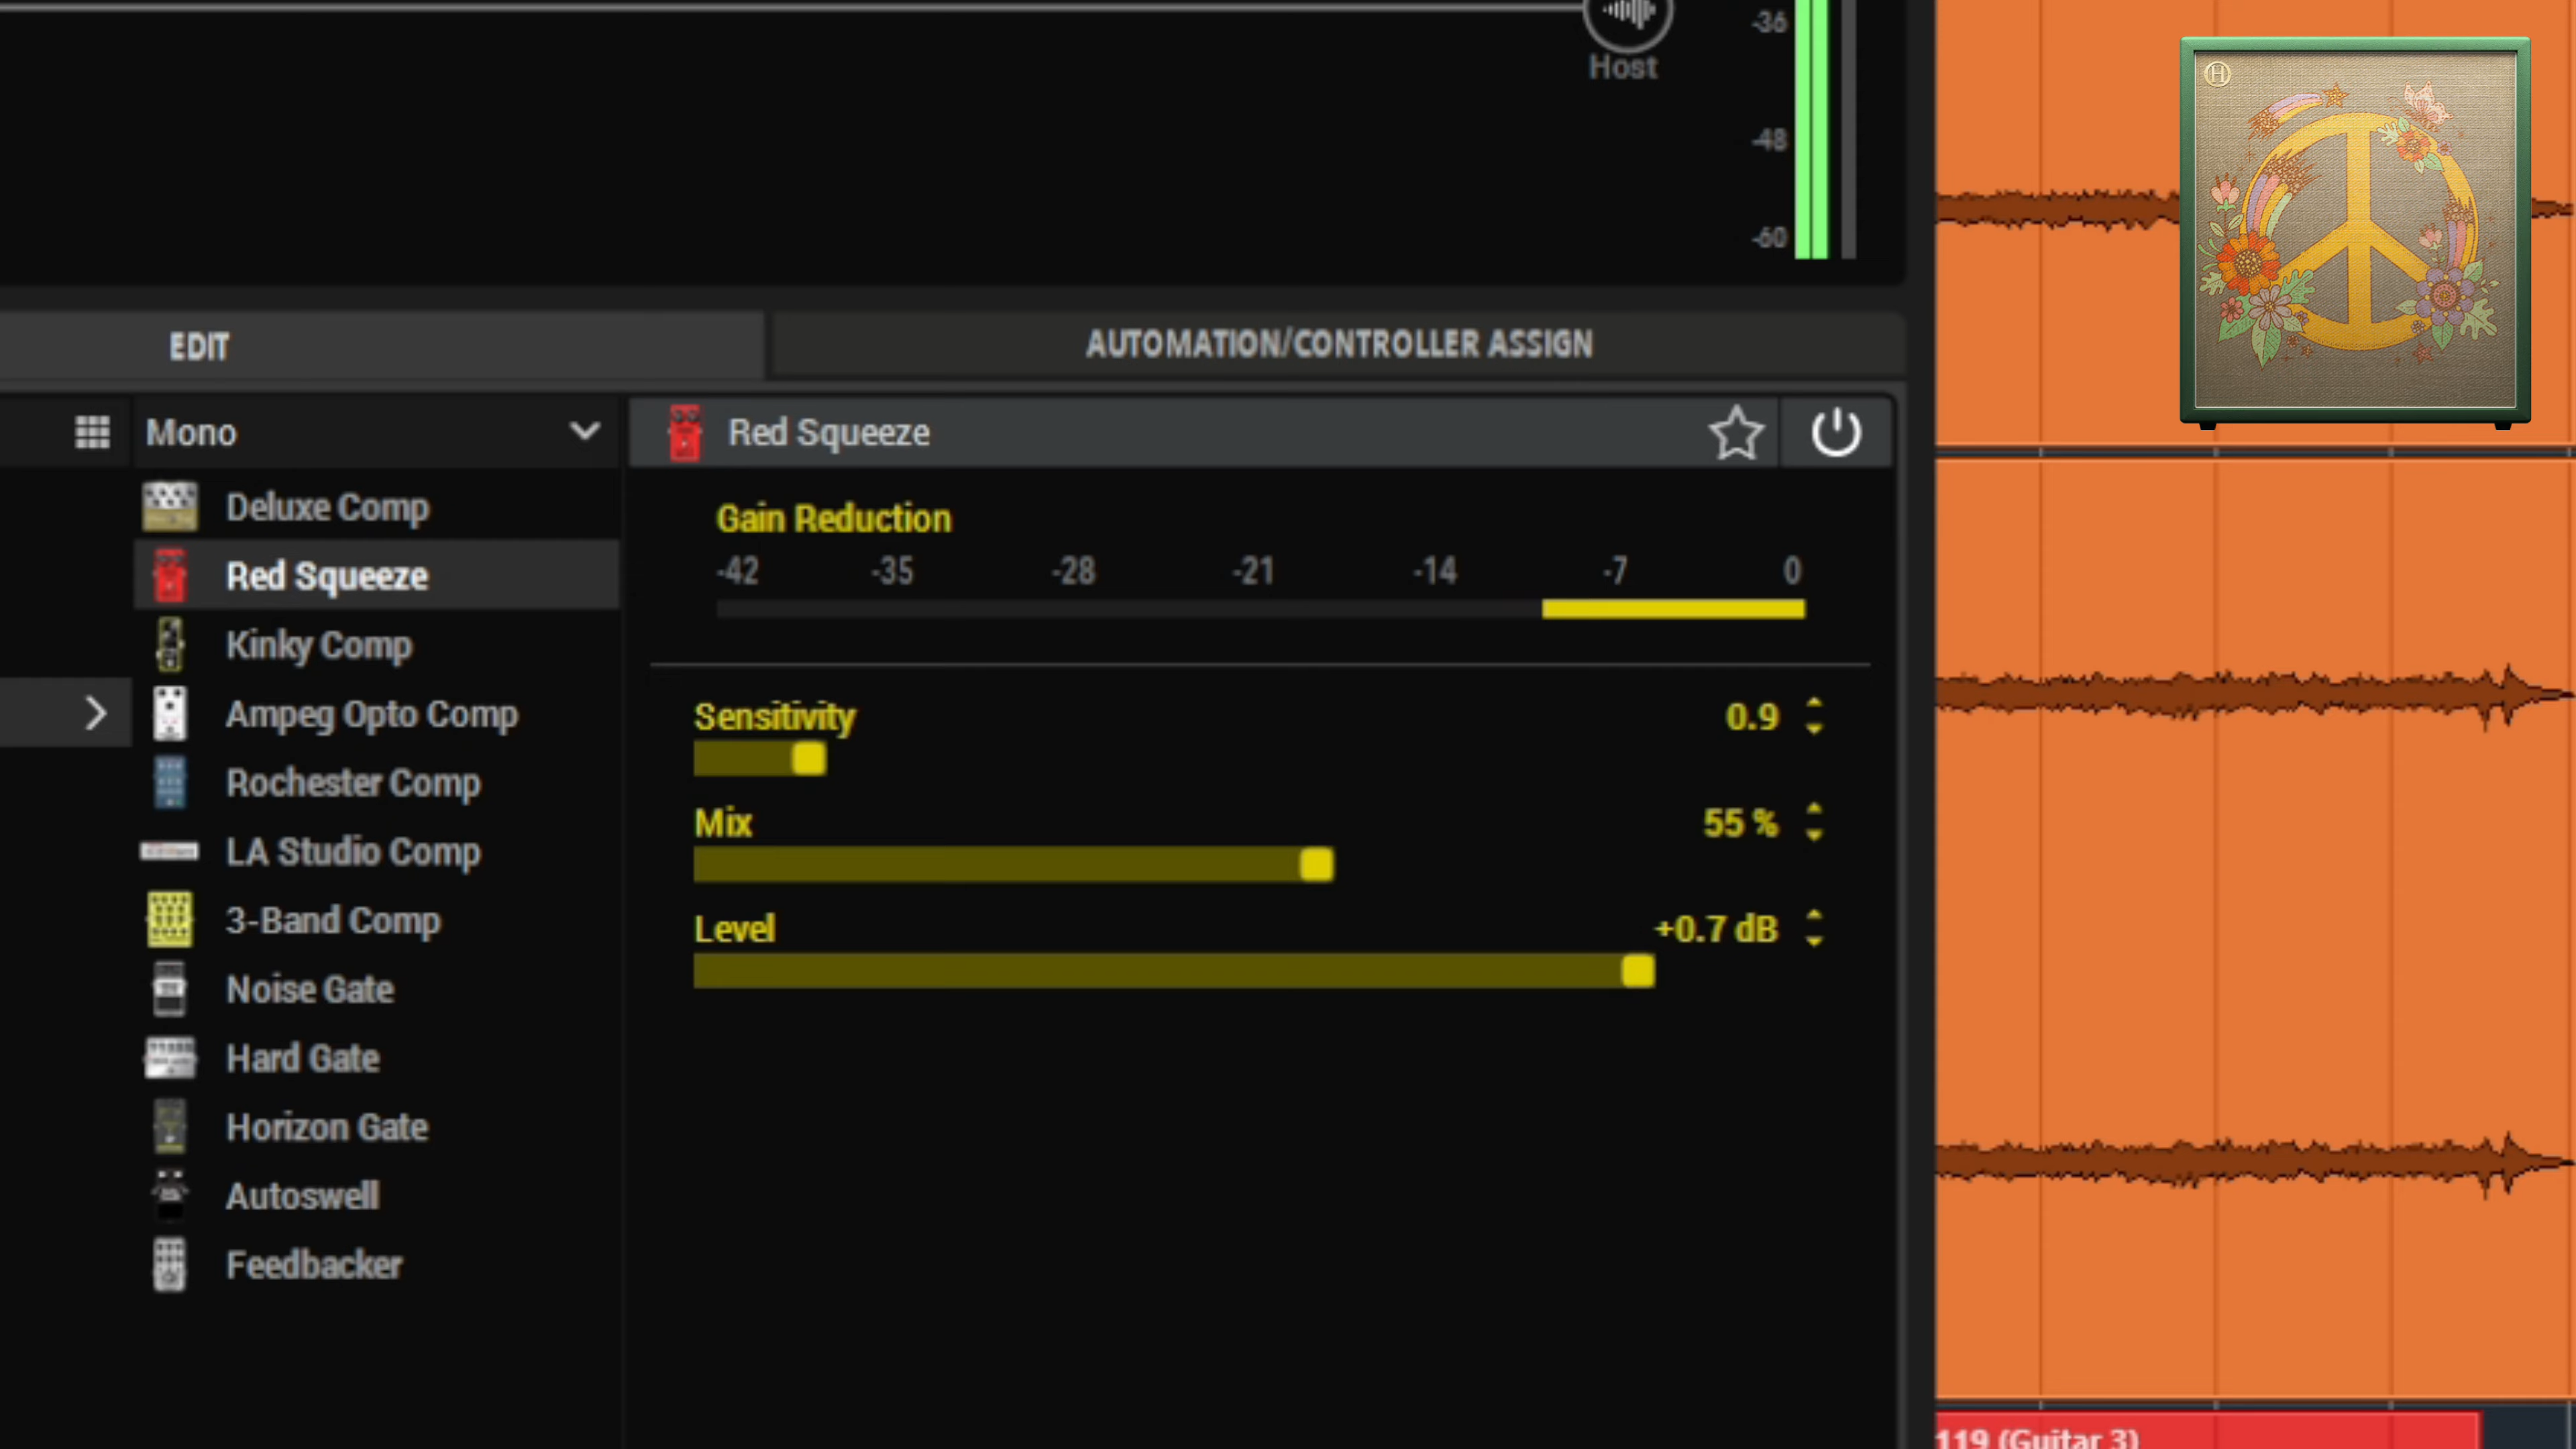 -36
Host
-48
-60
EDIT
AUTOMATION/CONTROLLER ASSIGN
Mono
Red Squeeze
Deluxe Comp
Red Squeeze
Kinky Comp
Ampeg Opto Comp
Rochester Comp
LA Studio Comp
3-Band Comp
Noise Gate
Hard Gate
Horizon Gate
Autoswell
Feedbacker
Gain Reduction
-42 -35 -28 -21 -14 -7 0
Sensitivity 0.9
Mix 55 %
Level +0.7 dB
H
119 (Guitar 3)